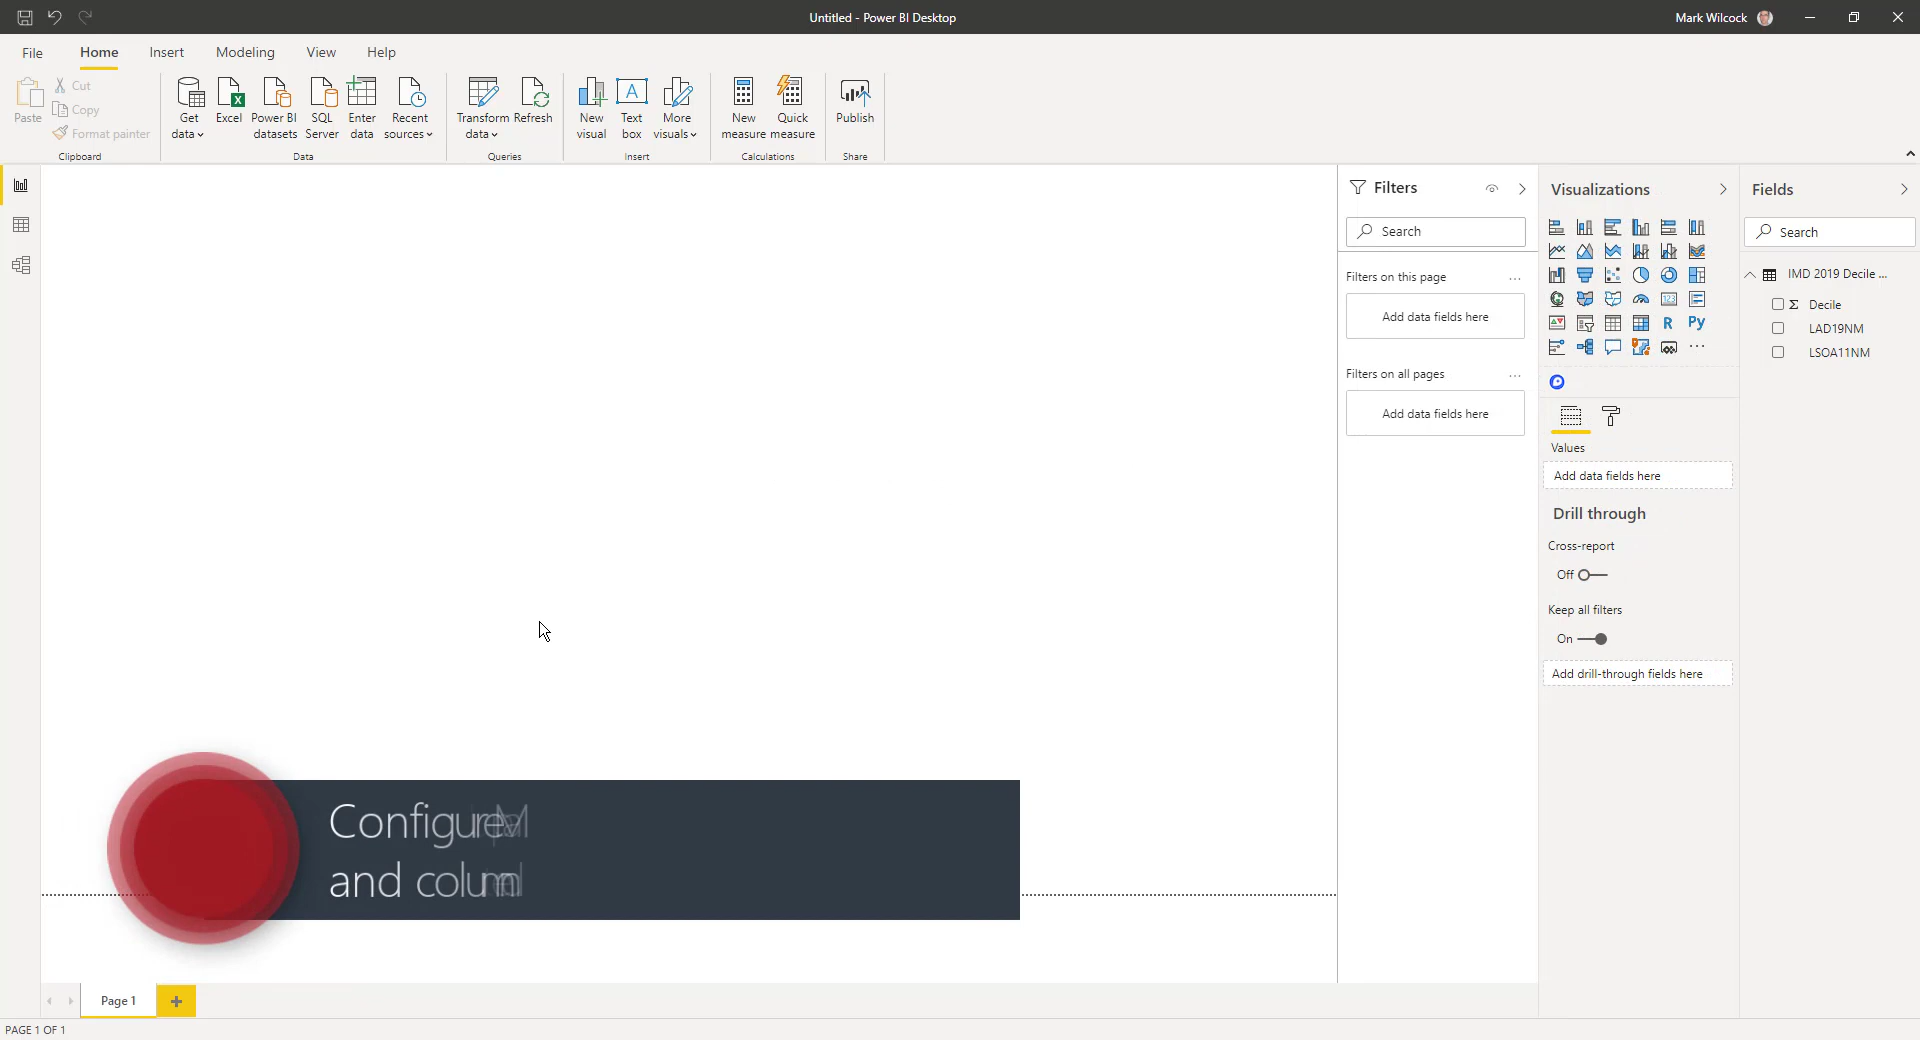 Untitled - Power BI Desktop
Mark Wilcock
File Home Insert Modeling View Help
Paste
Cut
Copy
Format painter
Clipboard
Get data
Excel
Power BI datasets
SQL Server
Enter data
Recent sources
Data
Transform data
Refresh
Queries
New visual
Text box
More visuals
Insert
New measure
Quick measure
Calculations
Publish
Share
Filters
Search
Filters on this page ...
Add data fields here
Filters on all pages ...
Add data fields here
Visualizations
123
R Py
...
Values
Add data fields here
Drill through
Cross-report
Off
Keep all filters
On
Add drill-through fields here
Fields
Search
IMD 2019 Decile ...
Σ Decile
LAD19NM
LSOA11NM
Configure
and colum
Page 1 +
PAGE 1 OF 1